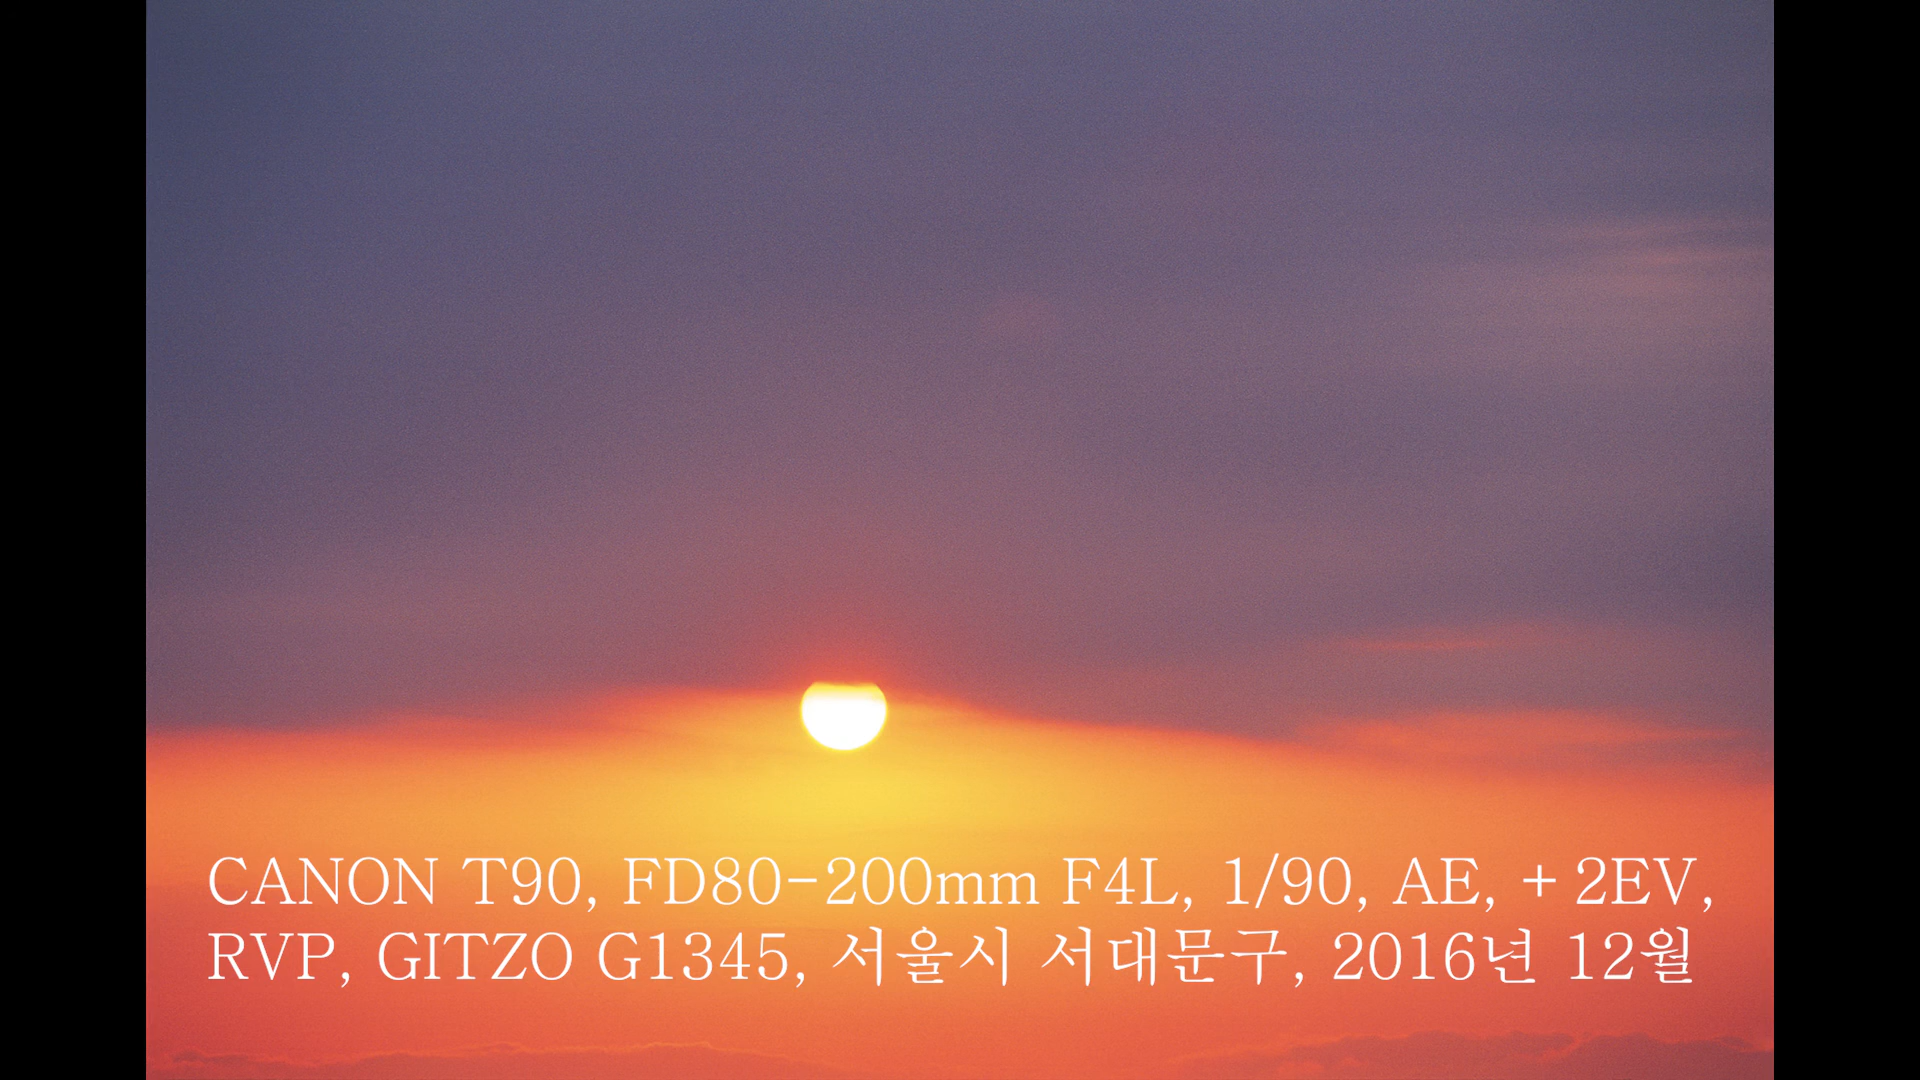 CANON T90, FD80-200mm F4L, 1/90, AE, +2EV,
RVP, GITZO G1345, 서울시 서대문구, 2016년 12월